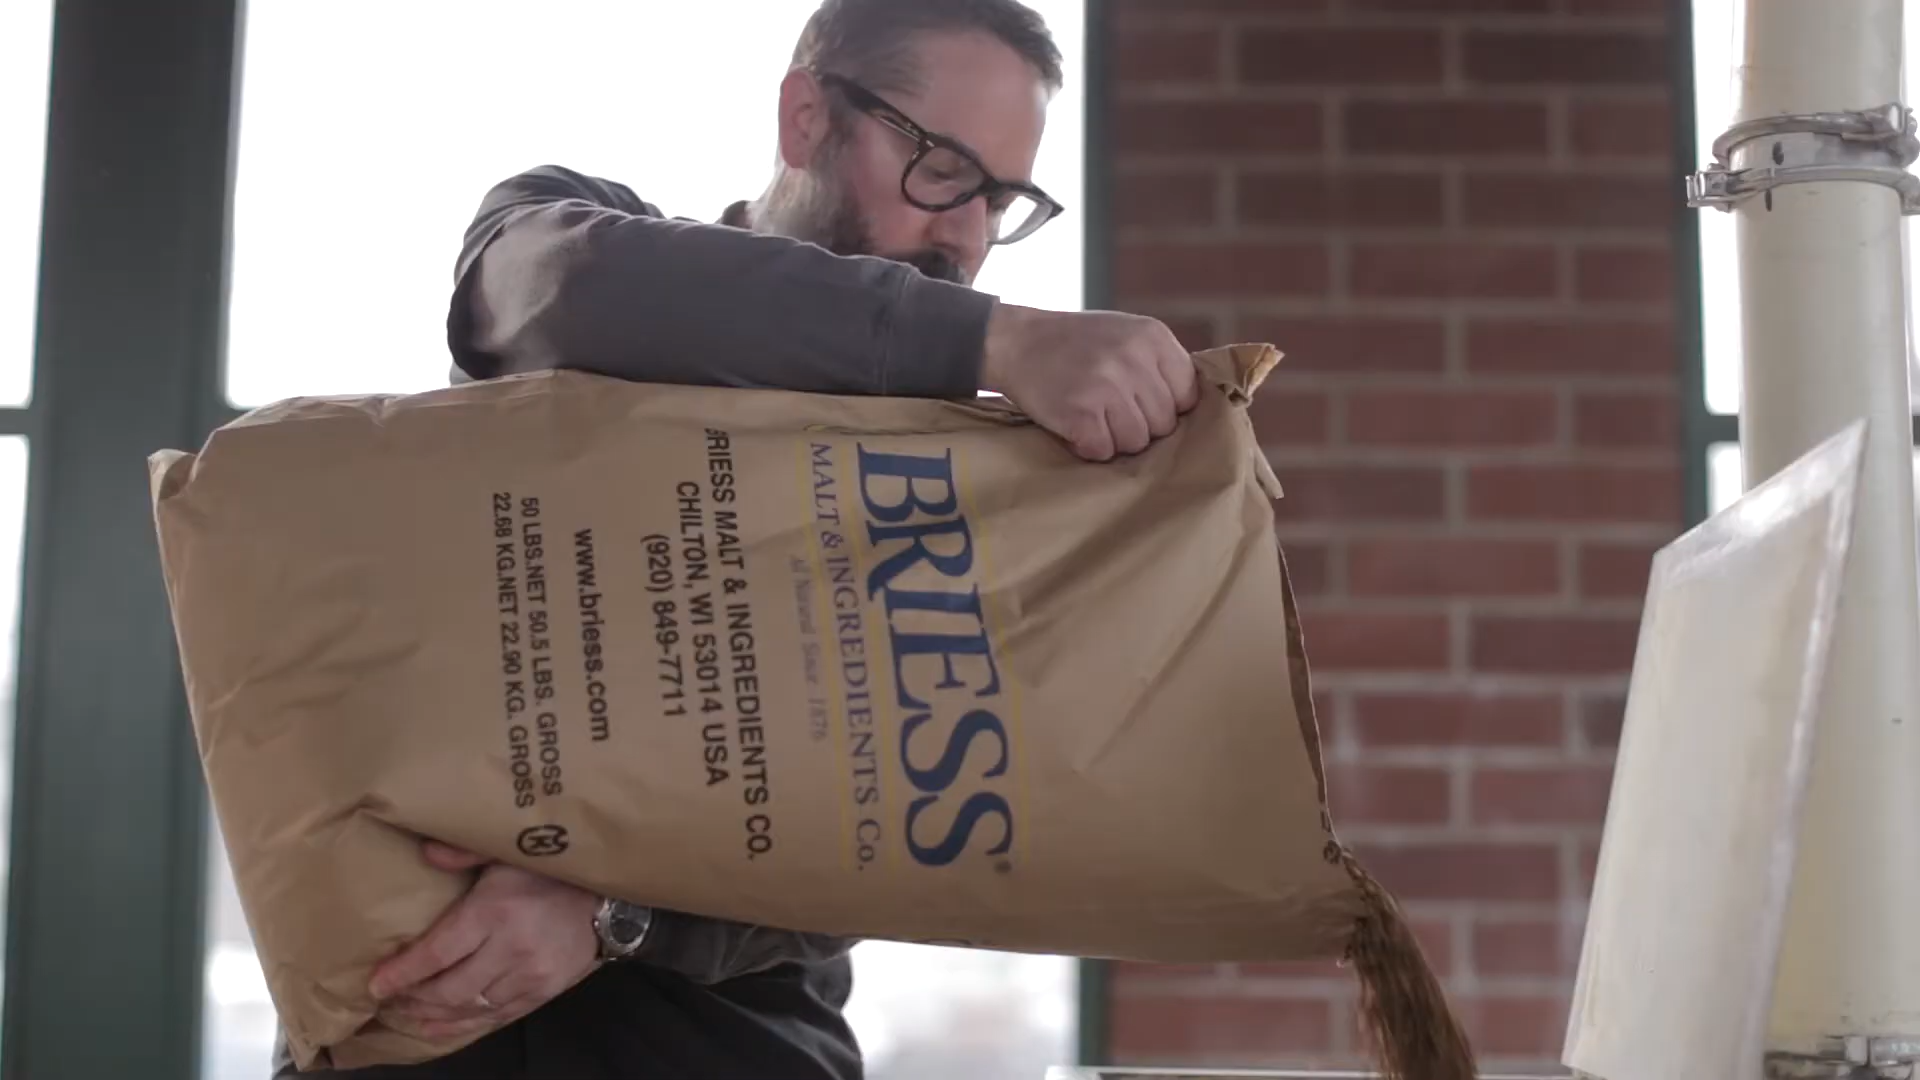 BRIESS®
MALT & INGREDIENTS Co.
All Natural Since 1876
BRIESS MALT & INGREDIENTS CO.
CHILTON, WI 53014 USA
(920) 849-7711
www.briess.com
50 LBS.NET 50.5 LBS. GROSS
22.68 KG.NET 22.90 KG. GROSS